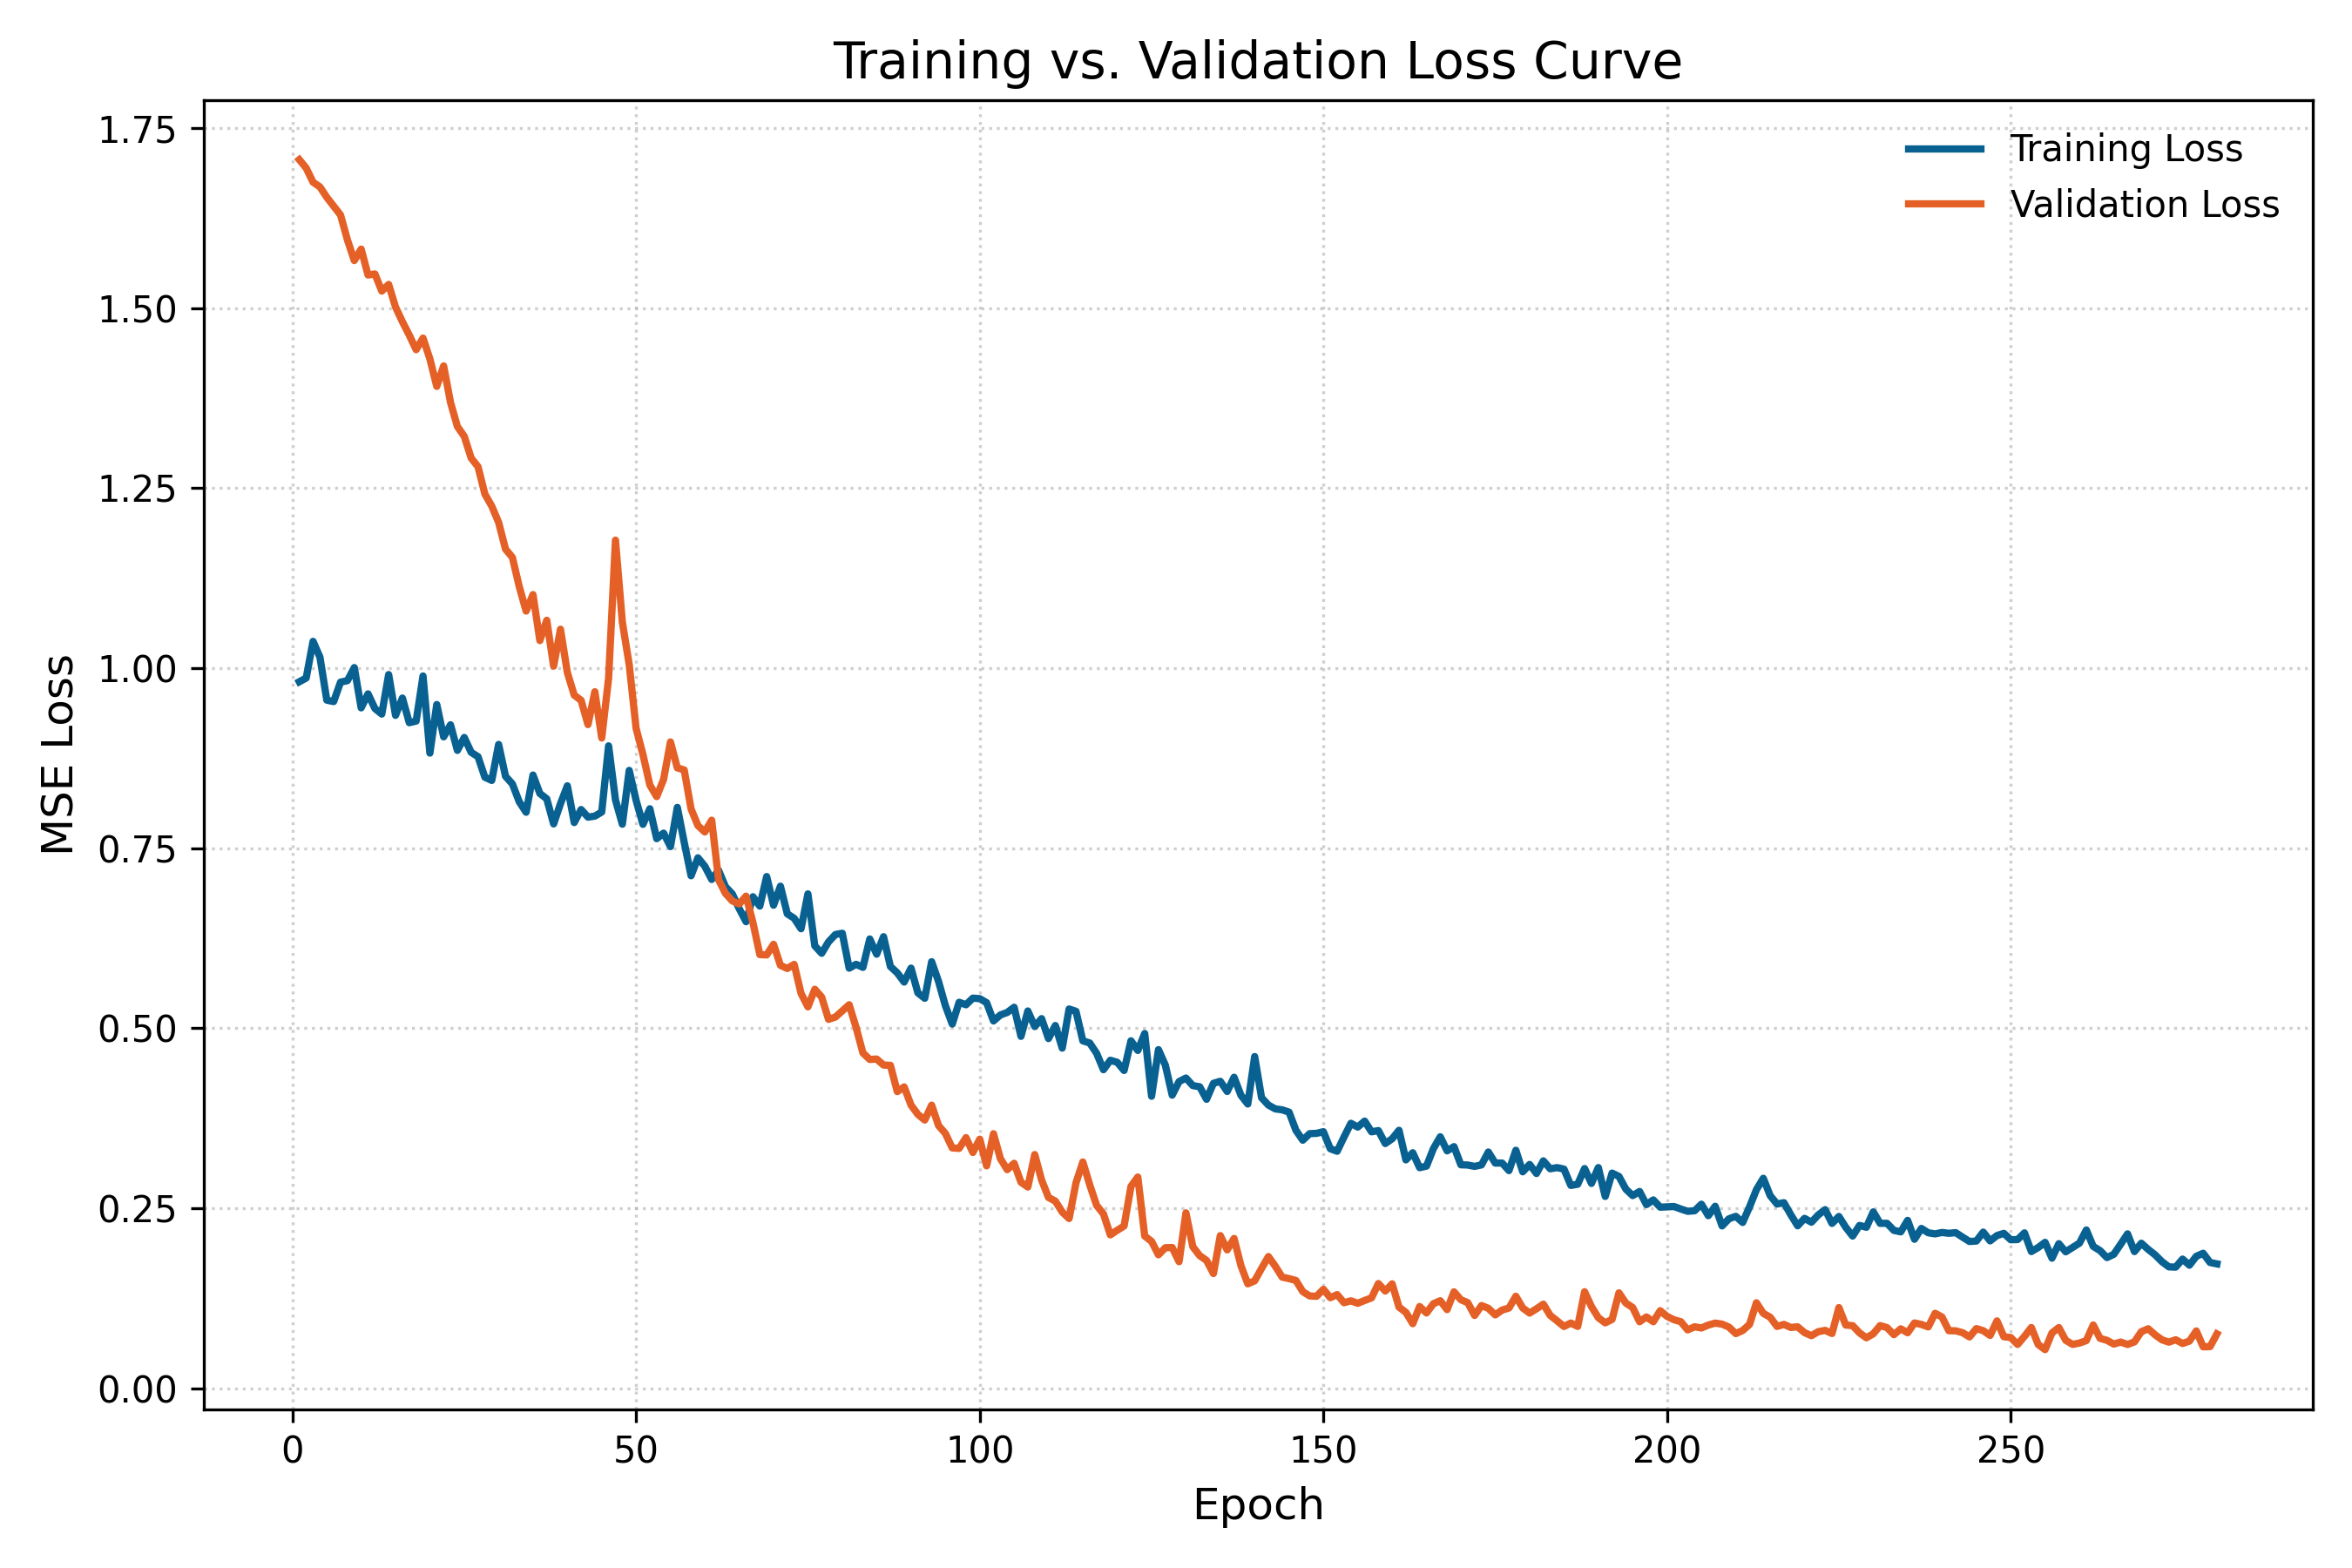 Training vs. Validation Loss Curve
Training Loss
Validation Loss
1.75
1.50
1.25
1.00
0.75
0.50
0.25
0.00
MSE Loss
0 50 100 150 200 250
Epoch